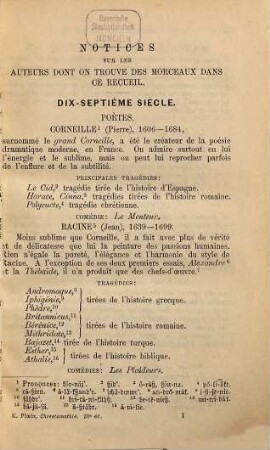 Bayerische
Staatsbibliothek
MÜNCHEN
NOTICES
SUR LES
AUTEURS DONT ON TROUVE DES MORCEAUX DANS
CE RECUEIL.
DIX-SEPTIÈME SIÈCLE.
POÈTES.
CORNEILLE¹ (Pierre), 1606—1684,
surnommé le grand Corneille, a été le créateur de la poésie
dramatique moderne, en France. On admire surtout en lui
l'énergie et le sublime, mais on peut lui reprocher parfois
de l'enflure et de la subtilité.
PRINCIPALES TRAGÉDIES:
Le Cid,² tragédie tirée de l'histoire d'Espagne.
Horace, Cinna,³ tragédies tirées de l'histoire romaine.
Polyeucte,⁴ tragédie chrétienne.
COMÉDIE: Le Menteur.
RACINE⁵ (Jean), 1639—1699.
Moins sublime que Corneille, il a fait avec plus de vérité
et de délicatesse que lui la peinture des passions humaines.
Rien n'égale la pureté, l'élégance et l'harmonie du style de
Racine. A l'exception de ses deux premiers essais, Alexandre⁶
et la Thébaïde, il n'a produit que des chefs-d'œuvre.⁷
TRAGÉDIES:
Andromaque,⁸
Iphigénie,⁹
Phèdre,¹⁰
tirées de l'histoire grecque.
Britannicus,¹¹
Bérénice,¹²
Mithridate,¹³
tirées de l'histoire romaine.
Bajazet,¹⁴ tirée de l'histoire turque.
Esther,¹⁵
Athalie,¹⁶
tirées de l'histoire biblique.
COMÉDIES: Les Plaideurs.
¹ Prononcez:
K. Ploetz, Chrestomathie.
I